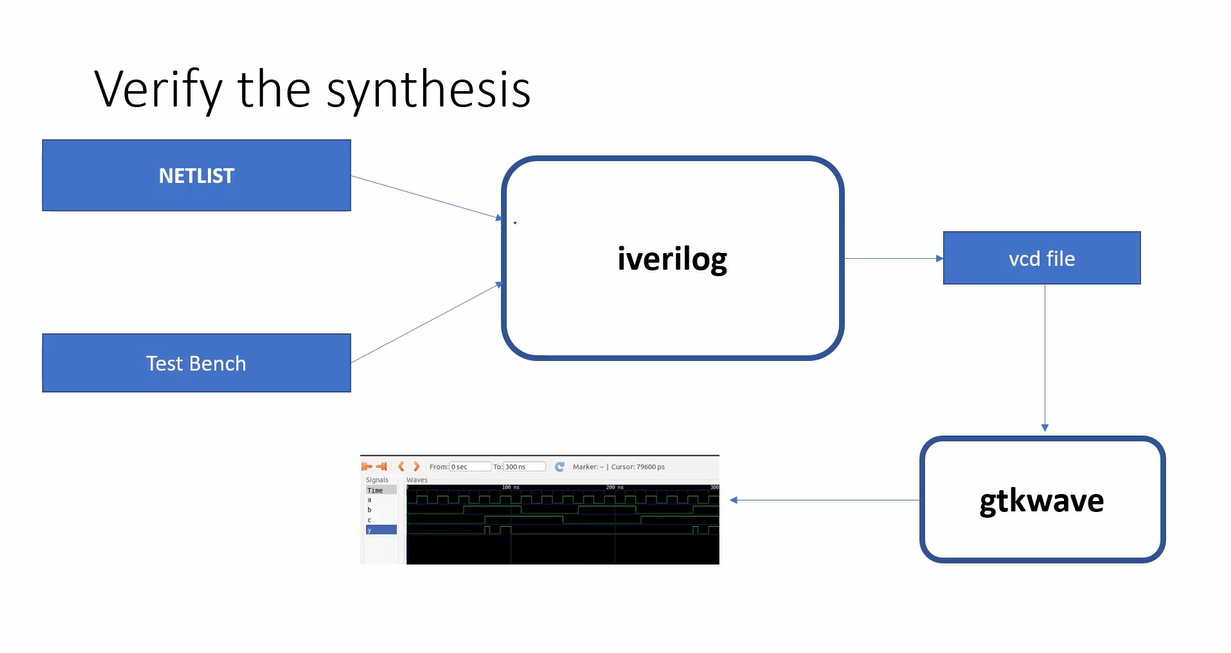 Verify the synthesis
NETLIST
iverilog
vcd file
Test Bench
gtkwave
From: 0 sec To: 300 ns Marker: -- | Cursor: 79600 ps
Signals Waves
Time 100 ns 200 ns 300
a
b
c
y